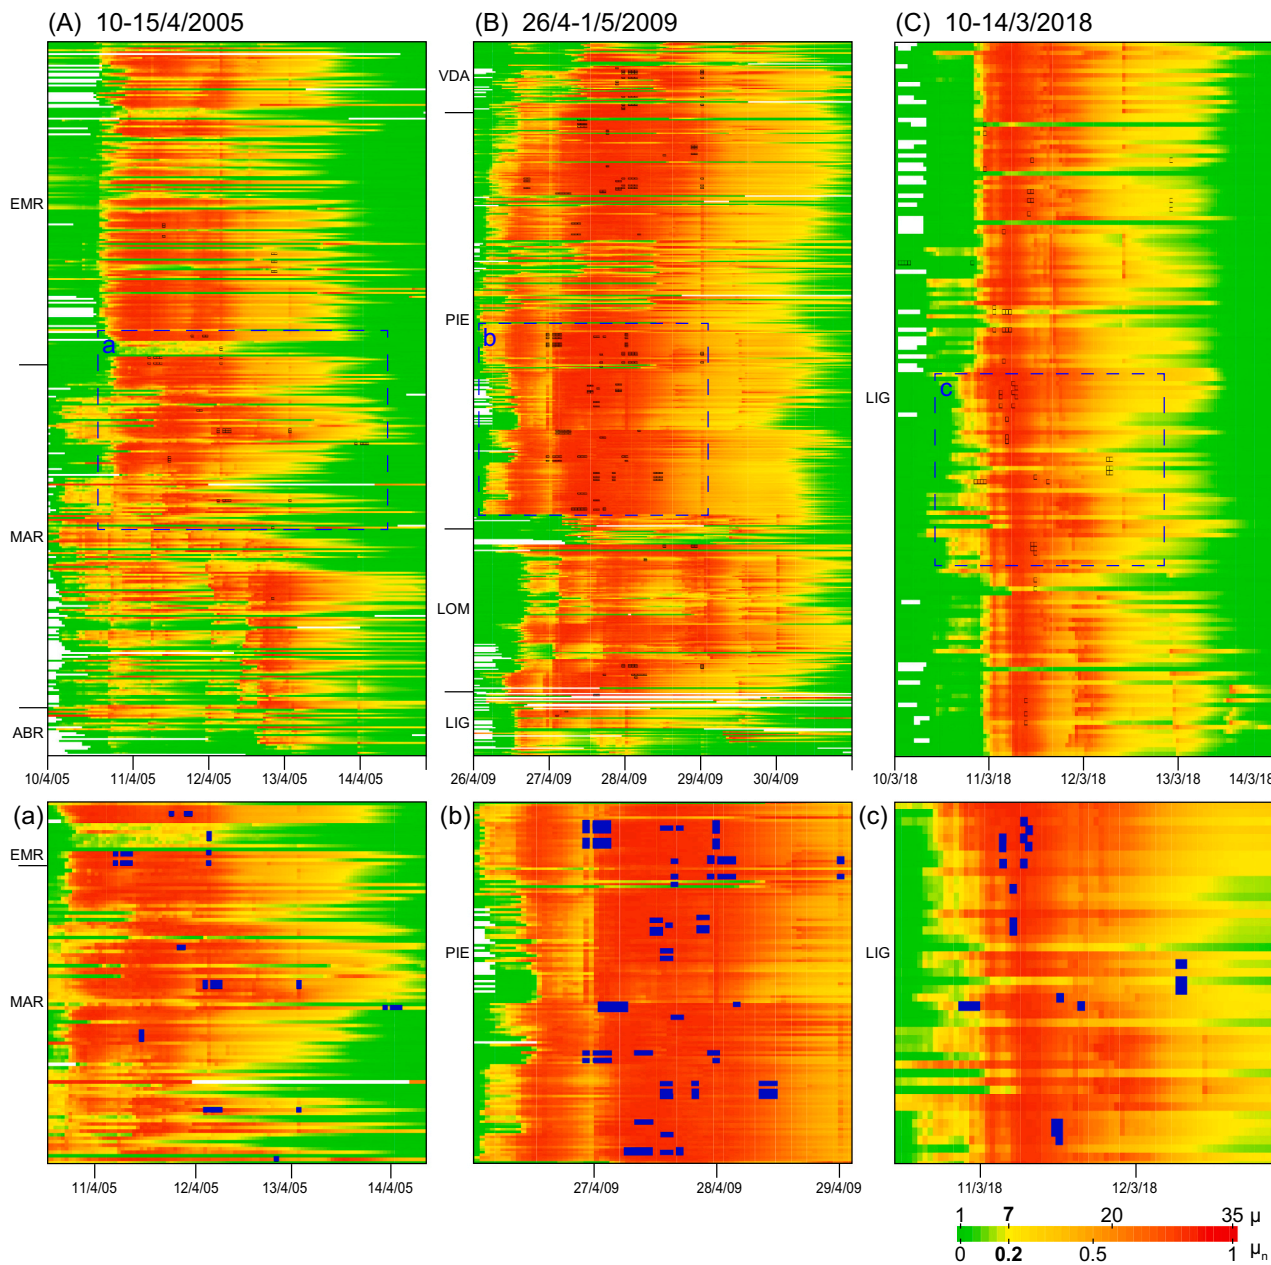 (A) 10-15/4/2005
(B) 26/4-1/5/2009
(C) 10-14/3/2018
EMR
MAR
ABR
a
10/4/05 11/4/05 12/4/05 13/4/05 14/4/05
VDA
PIE
LOM
LIG
b
26/4/09 27/4/09 28/4/09 29/4/09 30/4/09
LIG
c
10/3/18 11/3/18 12/3/18 13/3/18 14/3/18
(a)
EMR
MAR
11/4/05 12/4/05 13/4/05 14/4/05
(b)
PIE
27/4/09 28/4/09 29/4/09
(c)
LIG
11/3/18 12/3/18
1 7 20 35 μ
0 0.2 0.5 1 μn